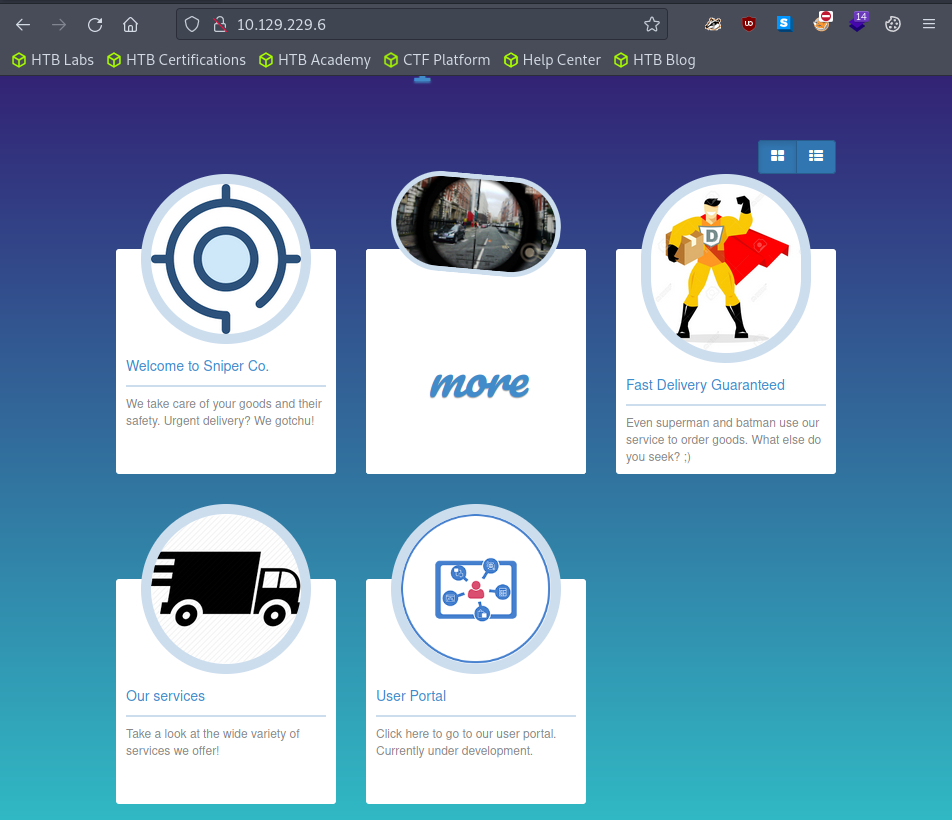 10.129.229.6
14
HTB Labs
HTB Certifications
HTB Academy
CTF Platform
Help Center
HTB Blog
Welcome to Sniper Co.
We take care of your goods and their
safety. Urgent delivery? We gotchu!
more
D
Fast Delivery Guaranteed
Even superman and batman use our
service to order goods. What else do
you seek? ;)
Our services
Take a look at the wide variety of
services we offer!
User Portal
Click here to go to our user portal.
Currently under development.